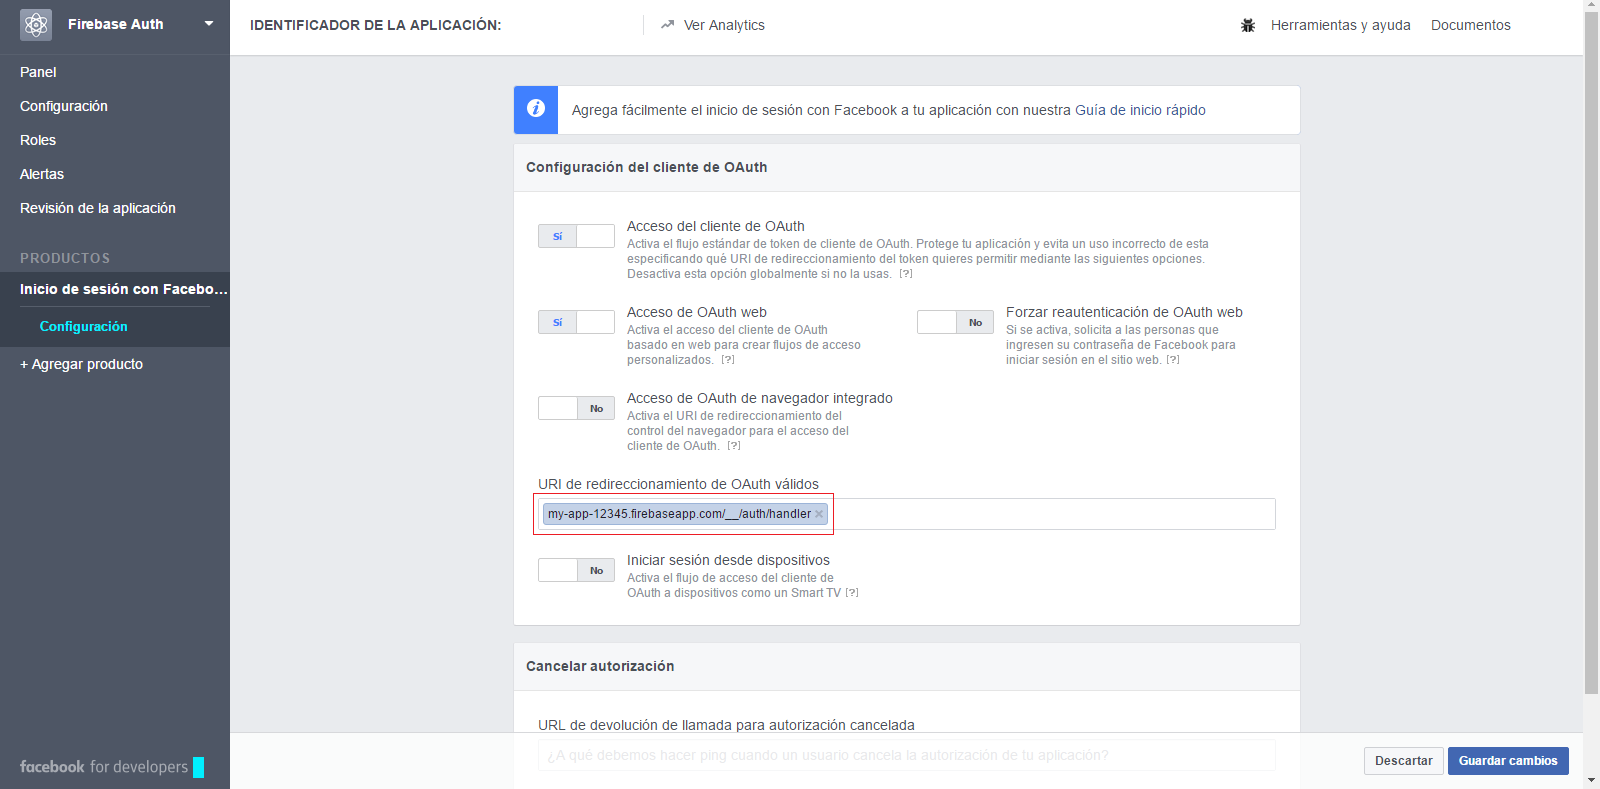 Firebase Auth
IDENTIFICADOR DE LA APLICACIÓN:
Ver Analytics
Herramientas y ayuda
Documentos
Panel
Configuración
Roles
Alertas
Revisión de la aplicación
PRODUCTOS
Inicio de sesión con Facebo...
Configuración
+ Agregar producto
facebook for developers
i
Agrega fácilmente el inicio de sesión con Facebook a tu aplicación con nuestra Guía de inicio rápido
Configuración del cliente de OAuth
Sí
Acceso del cliente de OAuth
Activa el flujo estándar de token de cliente de OAuth. Protege tu aplicación y evita un uso incorrecto de esta
especificando qué URI de redireccionamiento del token quieres permitir mediante las siguientes opciones.
Desactiva esta opción globalmente si no la usas. [?]
Sí
Acceso de OAuth web
Activa el acceso del cliente de OAuth
basado en web para crear flujos de acceso
personalizados. [?]
No
Forzar reautenticación de OAuth web
Si se activa, solicita a las personas que
ingresen su contraseña de Facebook para
iniciar sesión en el sitio web. [?]
No
Acceso de OAuth de navegador integrado
Activa el URI de redireccionamiento del
control del navegador para el acceso del
cliente de OAuth. [?]
URI de redireccionamiento de OAuth válidos
my-app-12345.firebaseapp.com/__/auth/handler ×
No
Iniciar sesión desde dispositivos
Activa el flujo de acceso del cliente de
OAuth a dispositivos como un Smart TV [?]
Cancelar autorización
URL de devolución de llamada para autorización cancelada
¿A qué debemos hacer ping cuando un usuario cancela la autorización de tu aplicación?
Descartar
Guardar cambios